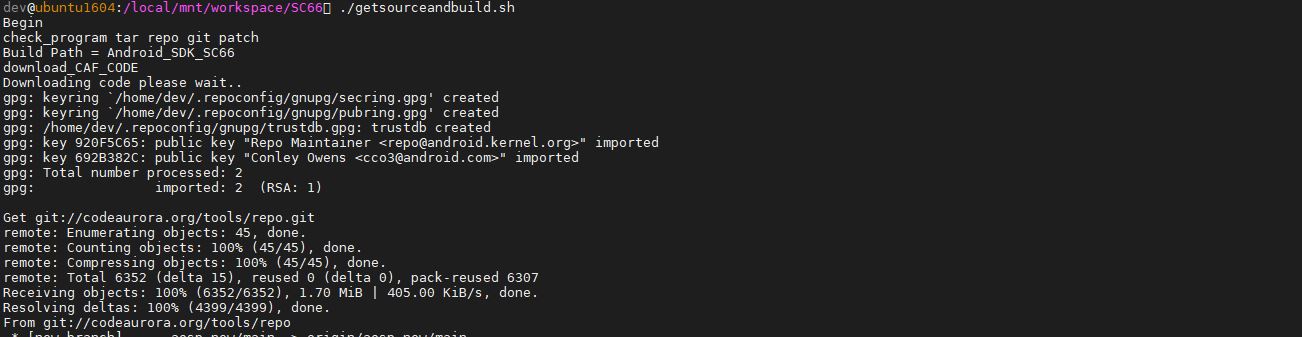 dev@ubuntu1604:/local/mnt/workspace/SC66▯ ./getsourceandbuild.sh
Begin
check_program tar repo git patch
Build Path = Android_SDK_SC66
download_CAF_CODE
Downloading code please wait..
gpg: keyring `/home/dev/.repoconfig/gnupg/secring.gpg' created
gpg: keyring `/home/dev/.repoconfig/gnupg/pubring.gpg' created
gpg: /home/dev/.repoconfig/gnupg/trustdb.gpg: trustdb created
gpg: key 920F5C65: public key "Repo Maintainer <repo@android.kernel.org>" imported
gpg: key 692B382C: public key "Conley Owens <cco3@android.com>" imported
gpg: Total number processed: 2
gpg:               imported: 2  (RSA: 1)

Get git://codeaurora.org/tools/repo.git
remote: Enumerating objects: 45, done.
remote: Counting objects: 100% (45/45), done.
remote: Compressing objects: 100% (45/45), done.
remote: Total 6352 (delta 15), reused 0 (delta 0), pack-reused 6307
Receiving objects: 100% (6352/6352), 1.70 MiB | 405.00 KiB/s, done.
Resolving deltas: 100% (4399/4399), done.
From git://codeaurora.org/tools/repo